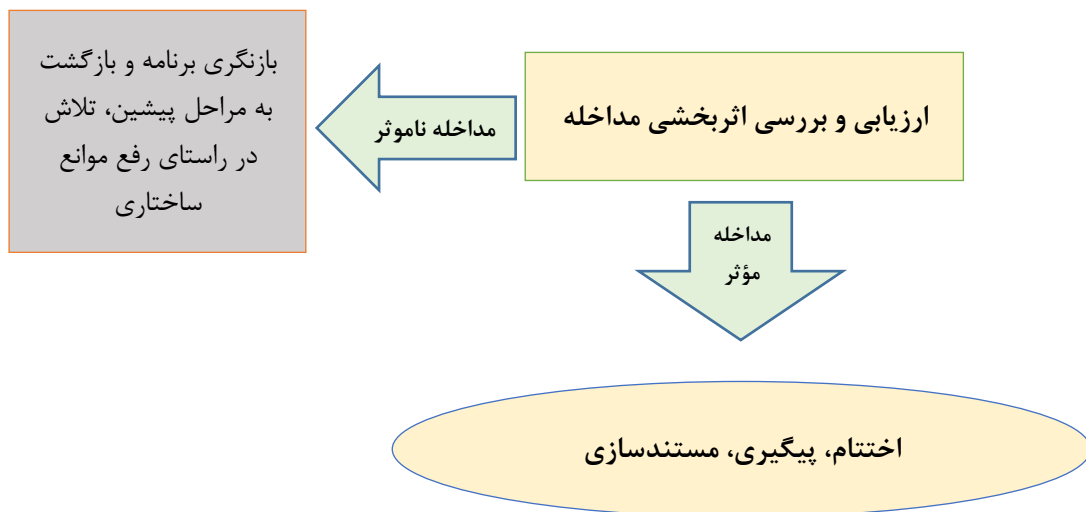 ارزیابی و بررسی اثربخشی مداخله
مداخله ناموثر
بازنگری برنامه و بازگشت
به مراحل پیشین، تلاش
در راستای رفع موانع
ساختاری
مداخله
مؤثر
اختتام، پیگیری، مستندسازی